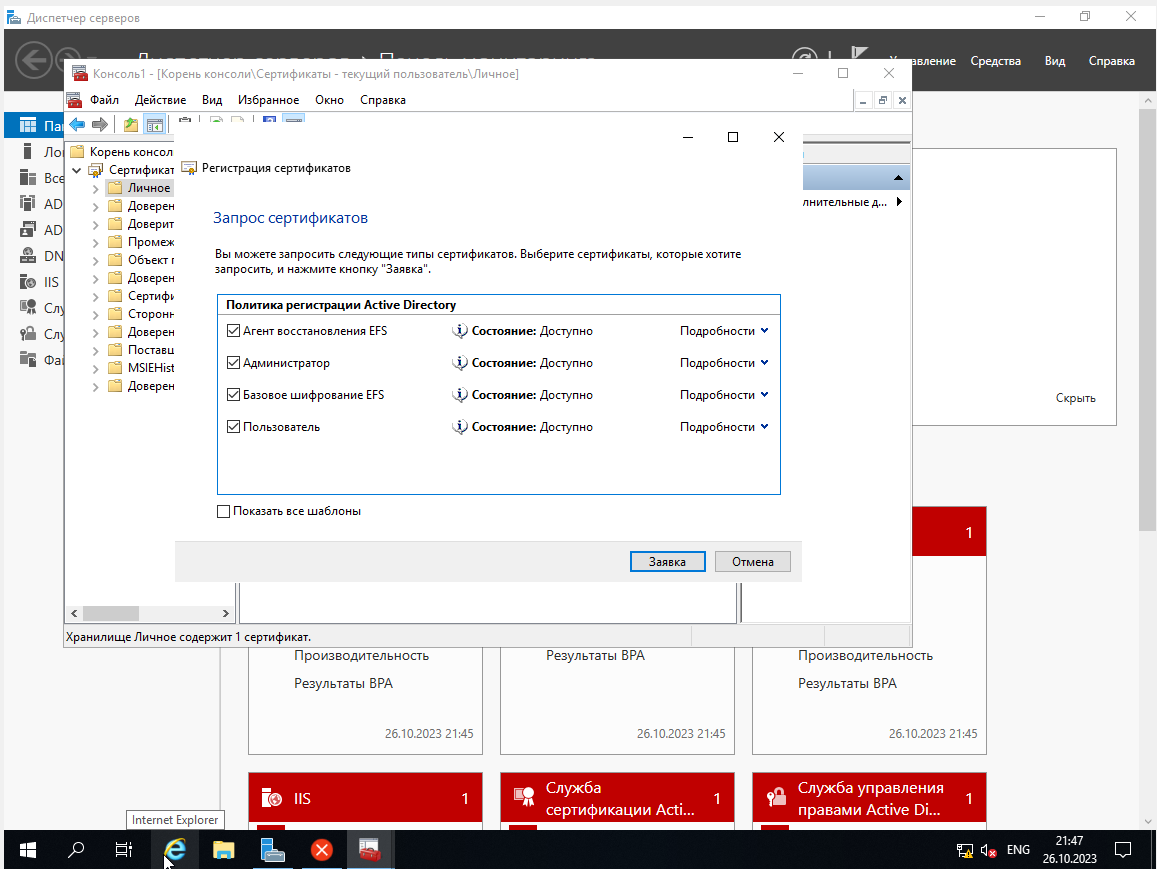 Диспетчер серверов
Управление
Средства
Вид
Справка
Консоль1 - [Корень консоли\Сертификаты - текущий пользователь\Личное]
Файл Действие Вид Избранное Окно Справка
Корень консол
Сертификат
Личное
Доверен
Доверит
Промеж
Объект
Доверен
Сертифи
Сторонн
Доверен
Поставщ
MSIEHist
Доверен
AD
AD
DN
IIS
Регистрация сертификатов
Запрос сертификатов
Вы можете запросить следующие типы сертификатов. Выберите сертификаты, которые хотите
запросить, и нажмите кнопку "Заявка".
Политика регистрации Active Directory
Агент восстановления EFS Состояние: Доступно Подробности
Администратор Состояние: Доступно Подробности
Базовое шифрование EFS Состояние: Доступно Подробности
Пользователь Состояние: Доступно Подробности
Показать все шаблоны
Заявка Отмена
лнительные д...
Скрыть
1
Хранилище Личное содержит 1 сертификат.
Производительность
Результаты BPA
26.10.2023 21:45
Результаты BPA
26.10.2023 21:45
Производительность
Результаты BPA
26.10.2023 21:45
IIS 1
Служба
сертификации Acti... 1
Служба управления
правами Active Di... 1
Internet Explorer
ENG
21:47
26.10.2023